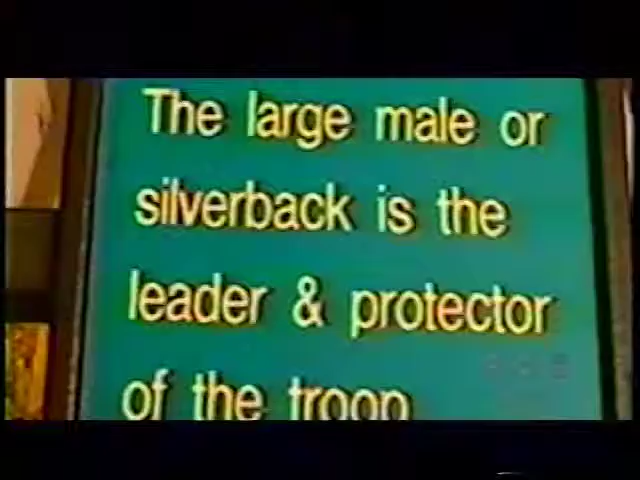 The large male or
silverback is the
leader & protector
of the troop